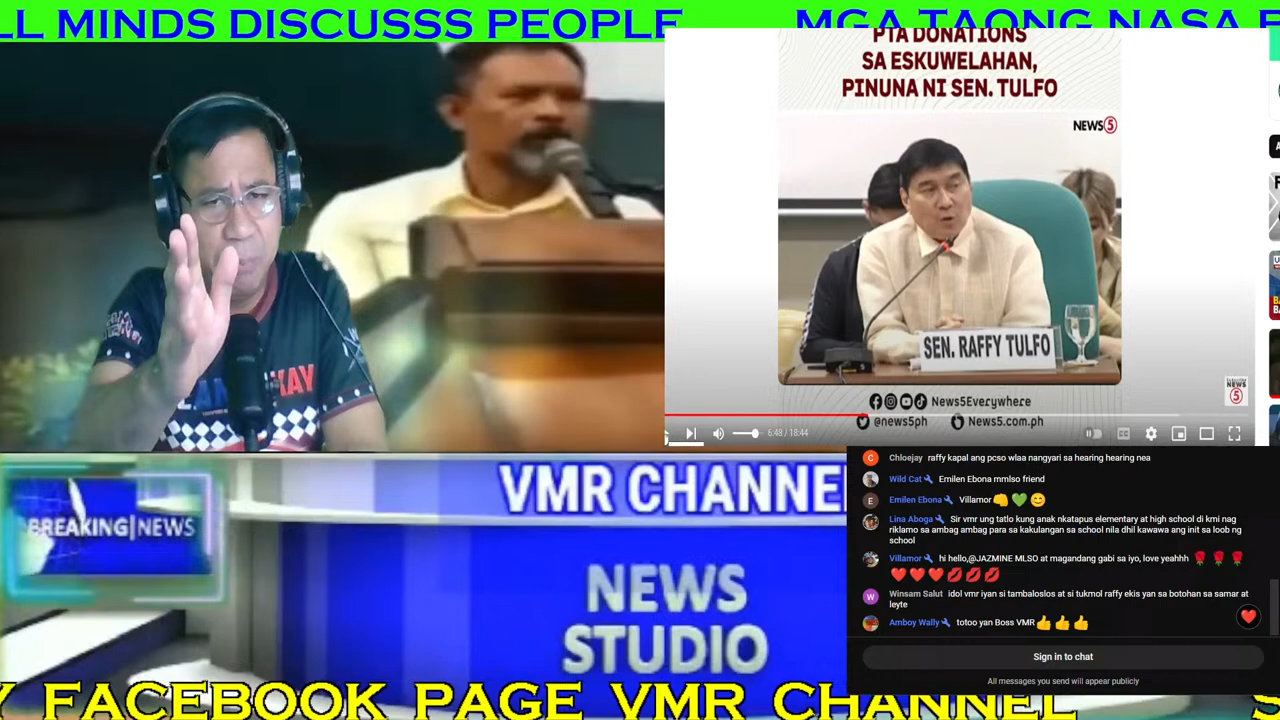 LL MINDS DISCUSSS PEOPLE
MGA TAONG NASA
PTA DONATIONS
SA ESKUWELAHAN,
PINUNA NI SEN. TULFO
NEWS5
SEN. RAFFY TULFO
NEWS5
News5Everywhere
@news5ph News5.com.ph
6:48 / 18:44
BREAKING|NEWS
VMR CHANNE
NEWS
STUDIO
Chloejay raffy kapal ang pcso wlaa nangyari sa hearing hearing nea
Wild Cat Emilen Ebona mmlso friend
Emilen Ebona Villamor👊💚😊
Lina Aboga Sir vmr ung tatlo kung anak nkatapus elementary at high school di kmi nag
riklamo sa ambag ambag para sa kakulangan sa school nila dhil kawawa ang init sa loob ng
school
Villamor hi hello,@JAZMINE MLSO at magandang gabi sa iyo, love yeahhh 🌹🌹🌹
❤️❤️❤️💋💋💋
Winsam Salut idol vmr iyan si tambaloslos at si tukmol raffy ekis yan sa botohan sa samar at
leyte
Amboy Wally totoo yan Boss VMR👍👍👍
Sign in to chat
All messages you send will appear publicly
Y FACEBOOK PAGE VMR CHANNEL